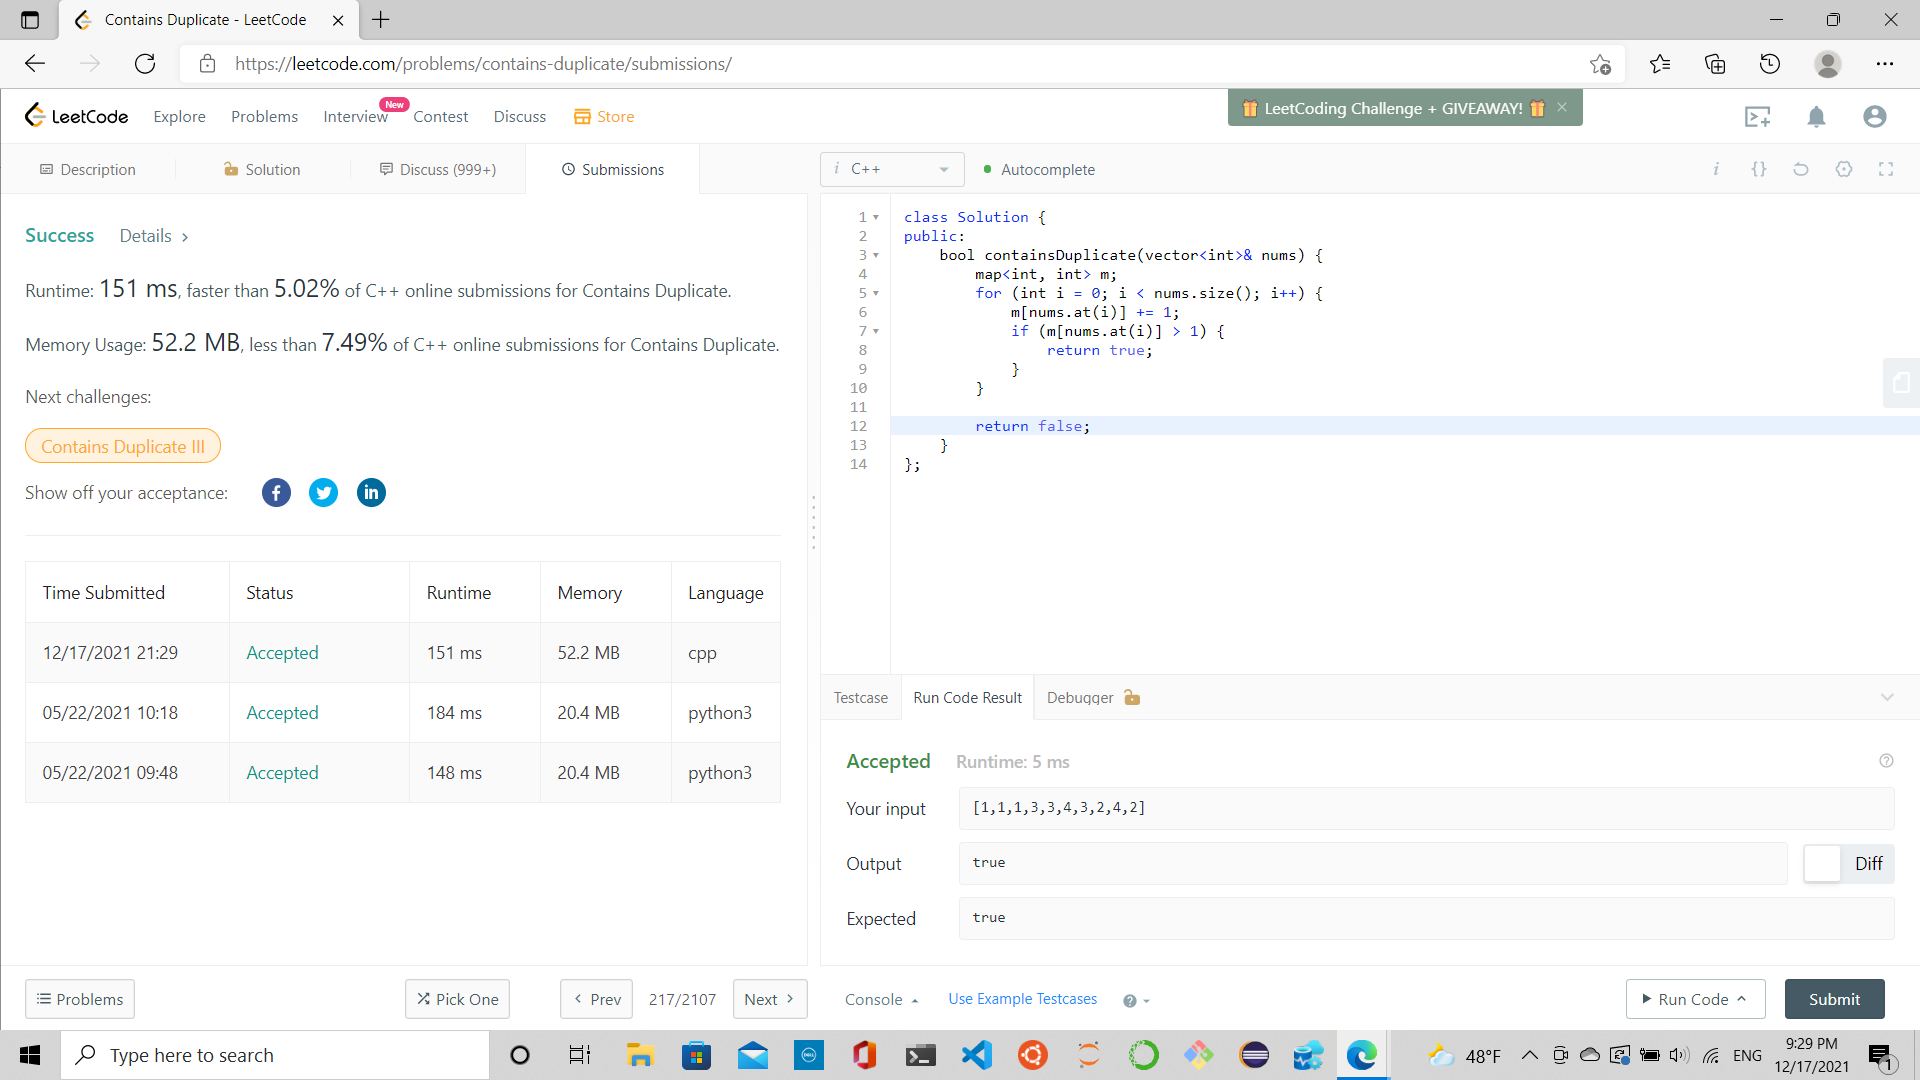 Contains Duplicate - LeetCode
https://leetcode.com/problems/contains-duplicate/submissions/
LeetCode Explore Problems Interview New Contest Discuss Store
LeetCoding Challenge + GIVEAWAY!
Description Solution Discuss (999+) Submissions
i C++ Autocomplete i {}
Success Details >
Runtime: 151 ms, faster than 5.02% of C++ online submissions for Contains Duplicate.
Memory Usage: 52.2 MB, less than 7.49% of C++ online submissions for Contains Duplicate.
Next challenges:
Contains Duplicate III
Show off your acceptance:
Time Submitted Status Runtime Memory Language
12/17/2021 21:29 Accepted 151 ms 52.2 MB cpp
05/22/2021 10:18 Accepted 184 ms 20.4 MB python3
05/22/2021 09:48 Accepted 148 ms 20.4 MB python3
1 class Solution {
2 public:
3 bool containsDuplicate(vector<int>& nums) {
4 map<int, int> m;
5 for (int i = 0; i < nums.size(); i++) {
6 m[nums.at(i)] += 1;
7 if (m[nums.at(i)] > 1) {
8 return true;
9 }
10 }
11
12 return false;
13 }
14 };
Testcase Run Code Result Debugger
Accepted Runtime: 5 ms
Your input [1,1,1,3,3,4,3,2,4,2]
Output true Diff
Expected true
Problems Pick One < Prev 217/2107 Next >
Console Use Example Testcases Run Code Submit
Type here to search
DELL
48°F ENG 9:29 PM
12/17/2021 1